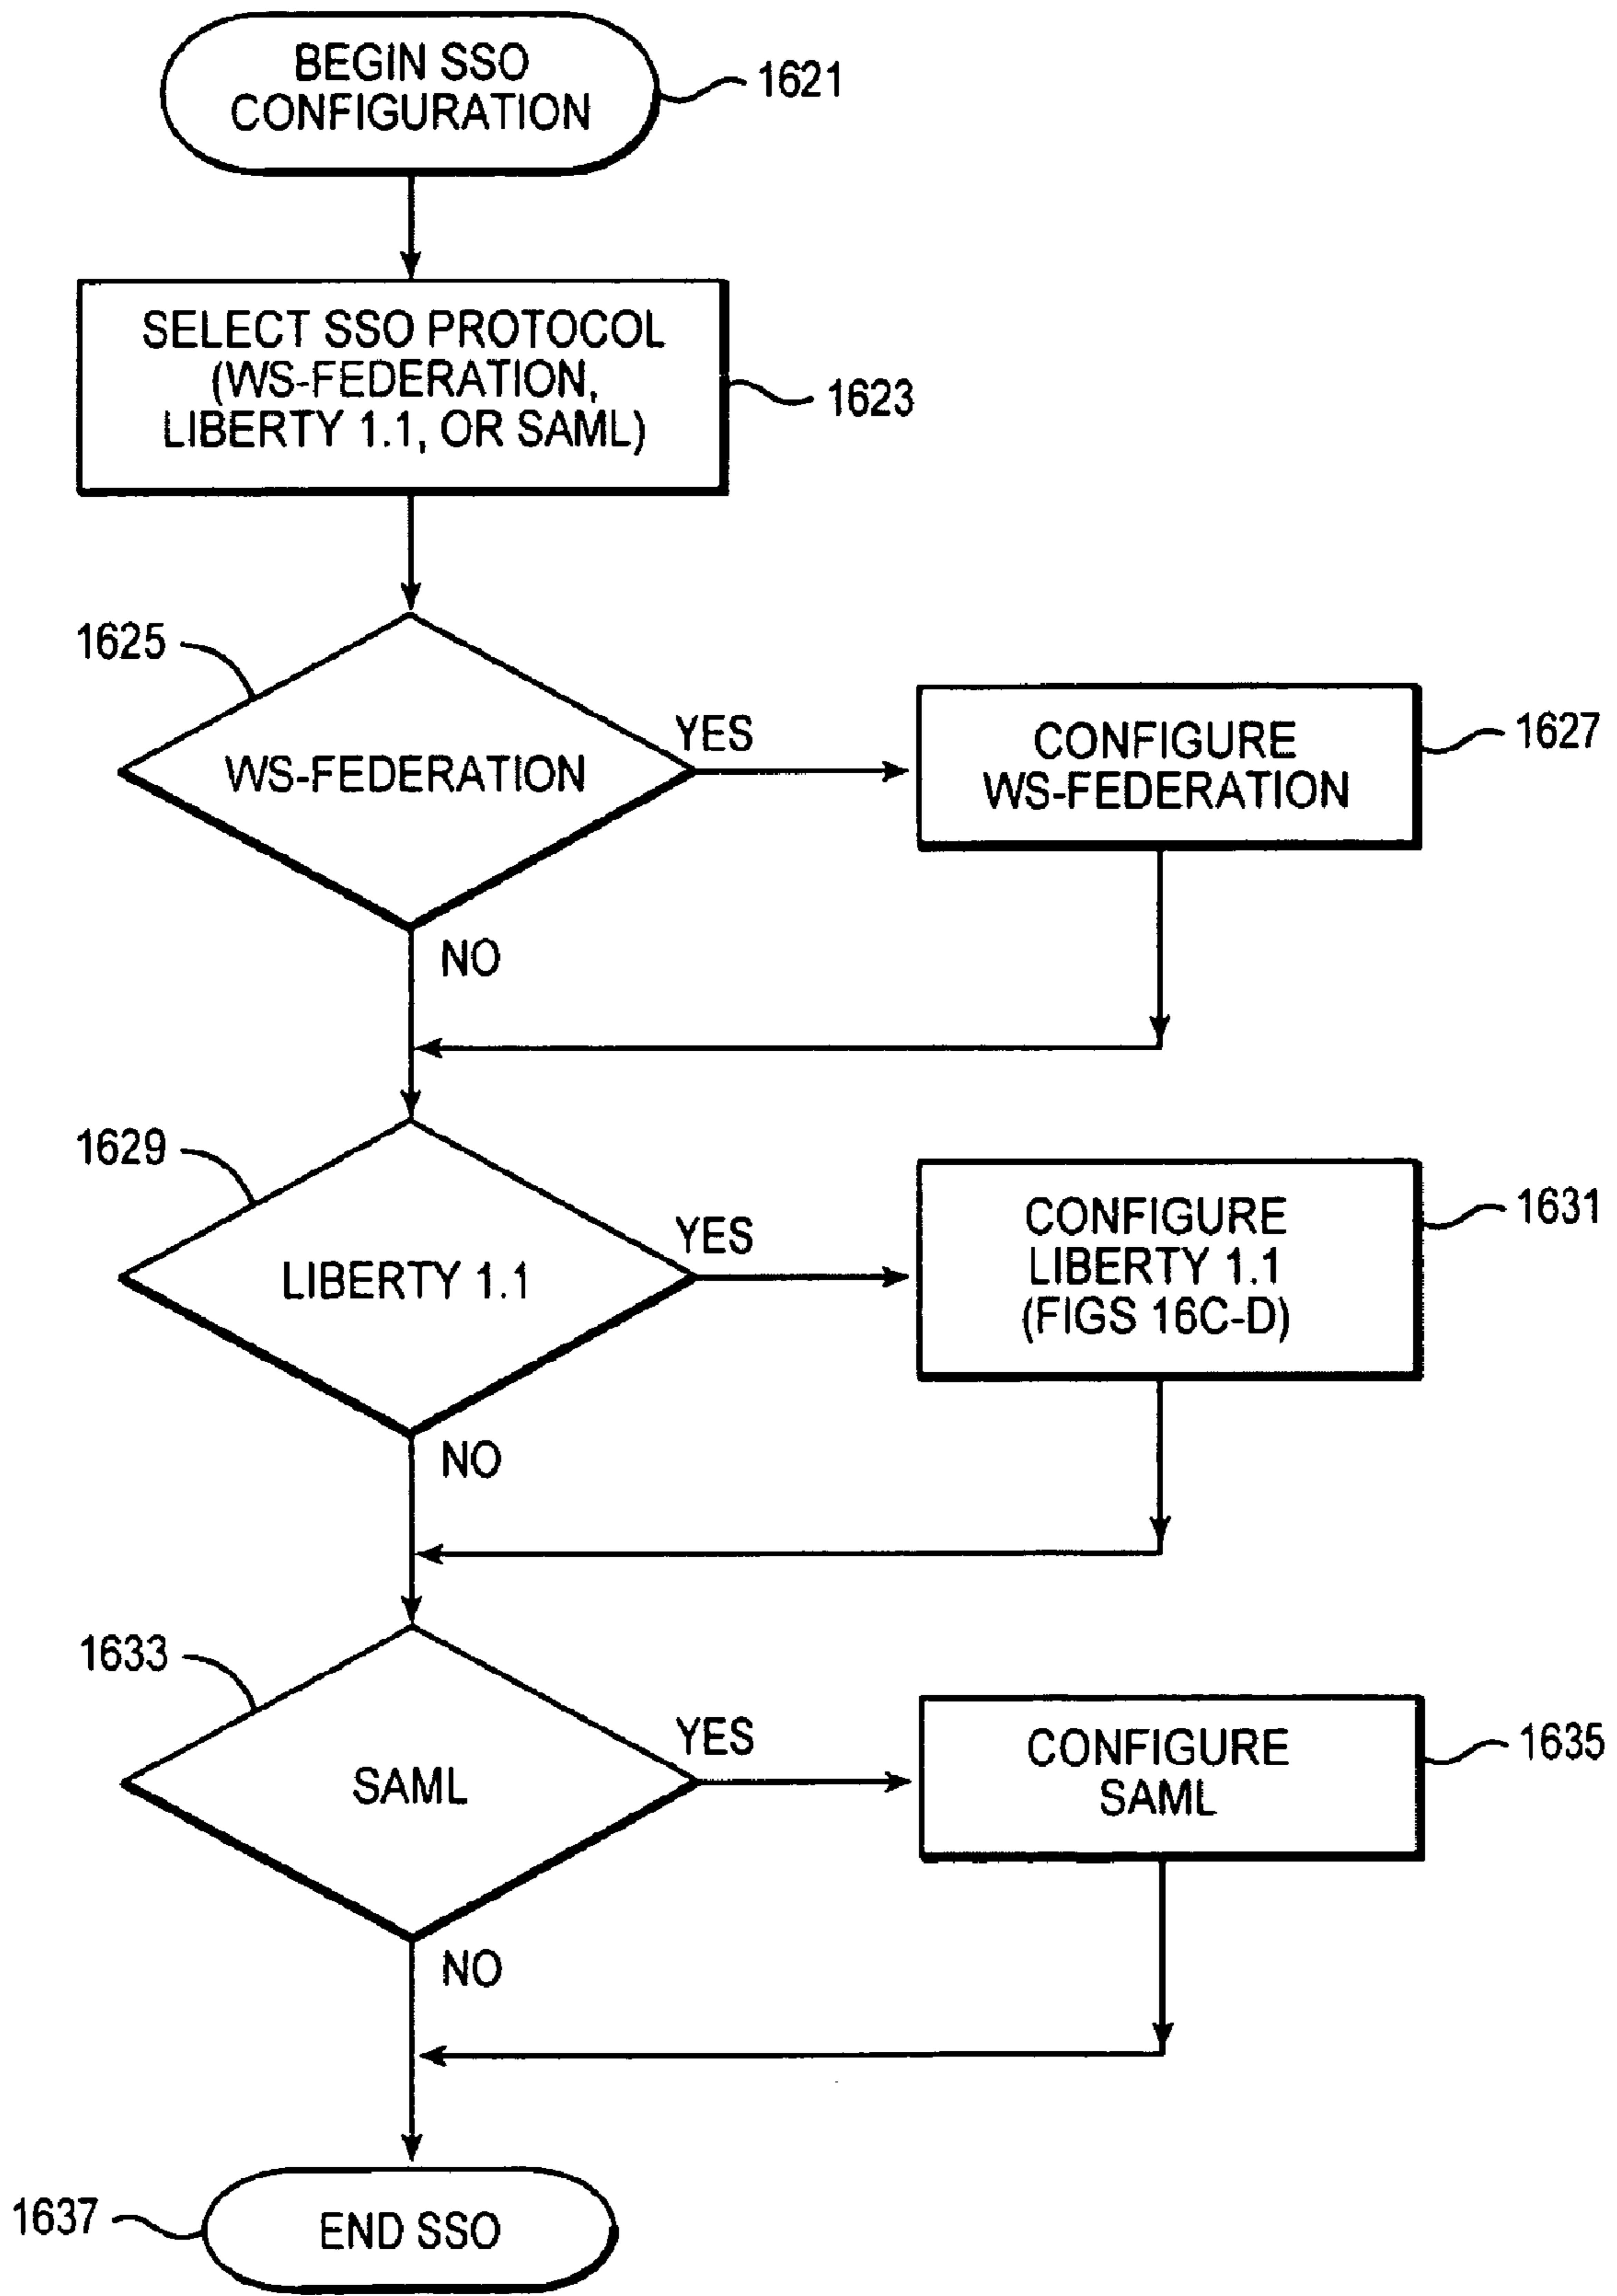 BEGIN SSO
CONFIGURATION
1621
SELECT SSO PROTOCOL
(WS-FEDERATION,
LIBERTY 1.1, OR SAML)
1623
1625
WS-FEDERATION
YES
NO
CONFIGURE
WS-FEDERATION
1627
1629
LIBERTY 1.1
YES
NO
CONFIGURE
LIBERTY 1.1
(FIGS 16C-D)
1631
1633
SAML
YES
NO
CONFIGURE
SAML
1635
1637
END SSO